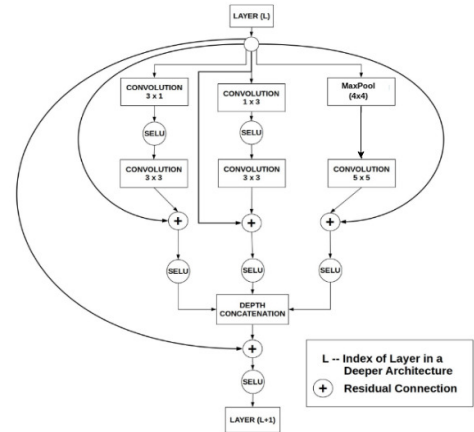 LAYER (L)
CONVOLUTION
3 x 1
CONVOLUTION
1 x 3
MaxPool
(4x4)
SELU
SELU
CONVOLUTION
3 x 3
CONVOLUTION
3 x 3
CONVOLUTION
5 x 5
+
+
+
SELU
SELU
SELU
DEPTH
CONCATENATION
+
SELU
LAYER (L+1)
L -- Index of Layer in a
Deeper Architecture
+ Residual Connection